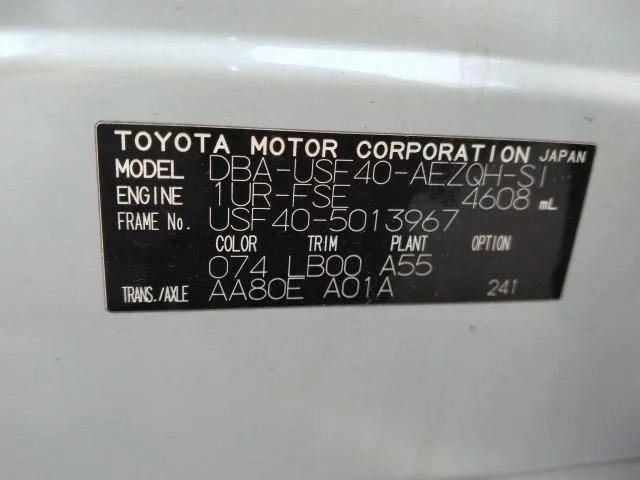 TOYOTA MOTOR CORPORATION JAPAN
MODEL DBA-USF40-AEZQH-SI
ENGINE 1UR-FSE 4608 mL
FRAME No. USF40-5013967
COLOR TRIM PLANT OPTION
074 LB00 A55
TRANS./AXLE AA80E A01A 241